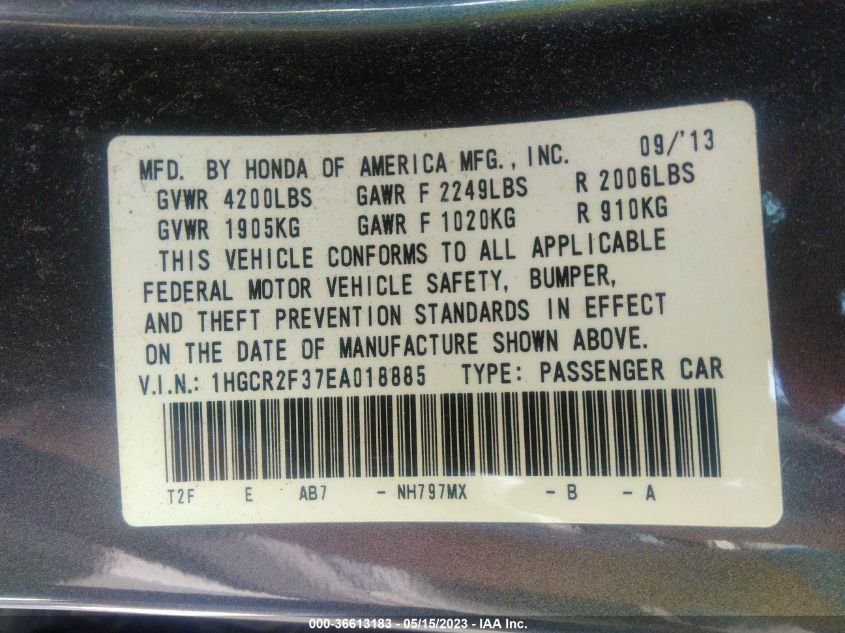 MFD. BY HONDA OF AMERICA MFG., INC. 09/'13
GVWR 4200LBS GAWR F 2249LBS R 2006LBS
GVWR 1905KG GAWR F 1020KG R 910KG
THIS VEHICLE CONFORMS TO ALL APPLICABLE
FEDERAL MOTOR VEHICLE SAFETY, BUMPER,
AND THEFT PREVENTION STANDARDS IN EFFECT
ON THE DATE OF MANUFACTURE SHOWN ABOVE.
V.I.N.: 1HGCR2F37EA018885 TYPE: PASSENGER CAR
T2F E AB7 - NH797MX - B - A
000-36613183 - 05/15/2023 - IAA Inc.